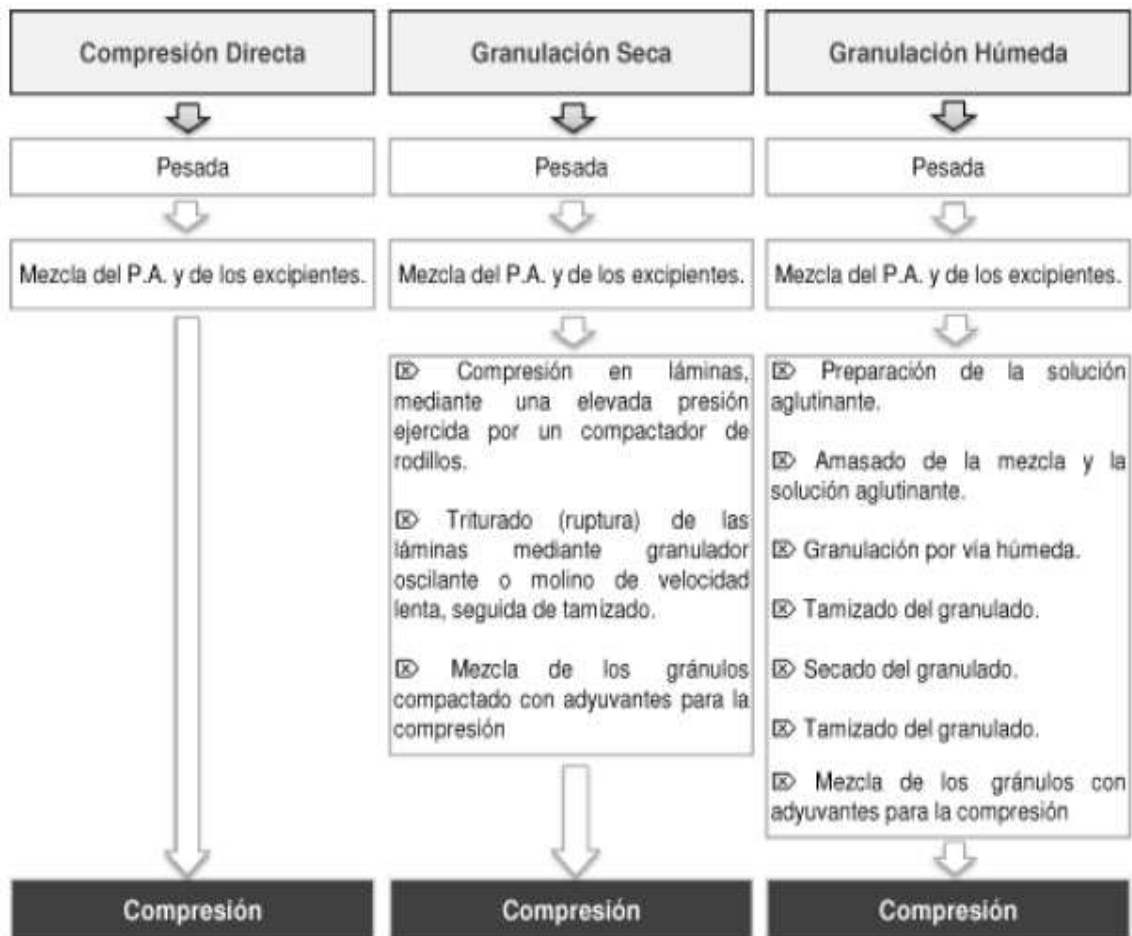 Compresión Directa
Pesada
Mezcla del P.A. y de los excipientes.
Compresión
Granulación Seca
Pesada
Mezcla del P.A. y de los excipientes.
⌦ Compresión en láminas,
mediante una elevada presión
ejercida por un compactador de
rodillos.
⌦ Triturado (ruptura) de las
láminas mediante granulador
oscilante o molino de velocidad
lenta, seguida de tamizado.
⌦ Mezcla de los gránulos
compactado con adyuvantes para la
compresión
Compresión
Granulación Húmeda
Pesada
Mezcla del P.A. y de los excipientes.
⌦ Preparación de la solución
aglutinante.
⌦ Amasado de la mezcla y la
solución aglutinante.
⌦ Granulación por vía húmeda.
⌦ Tamizado del granulado.
⌦ Secado del granulado.
⌦ Tamizado del granulado.
⌦ Mezcla de los gránulos con
adyuvantes para la compresión
Compresión